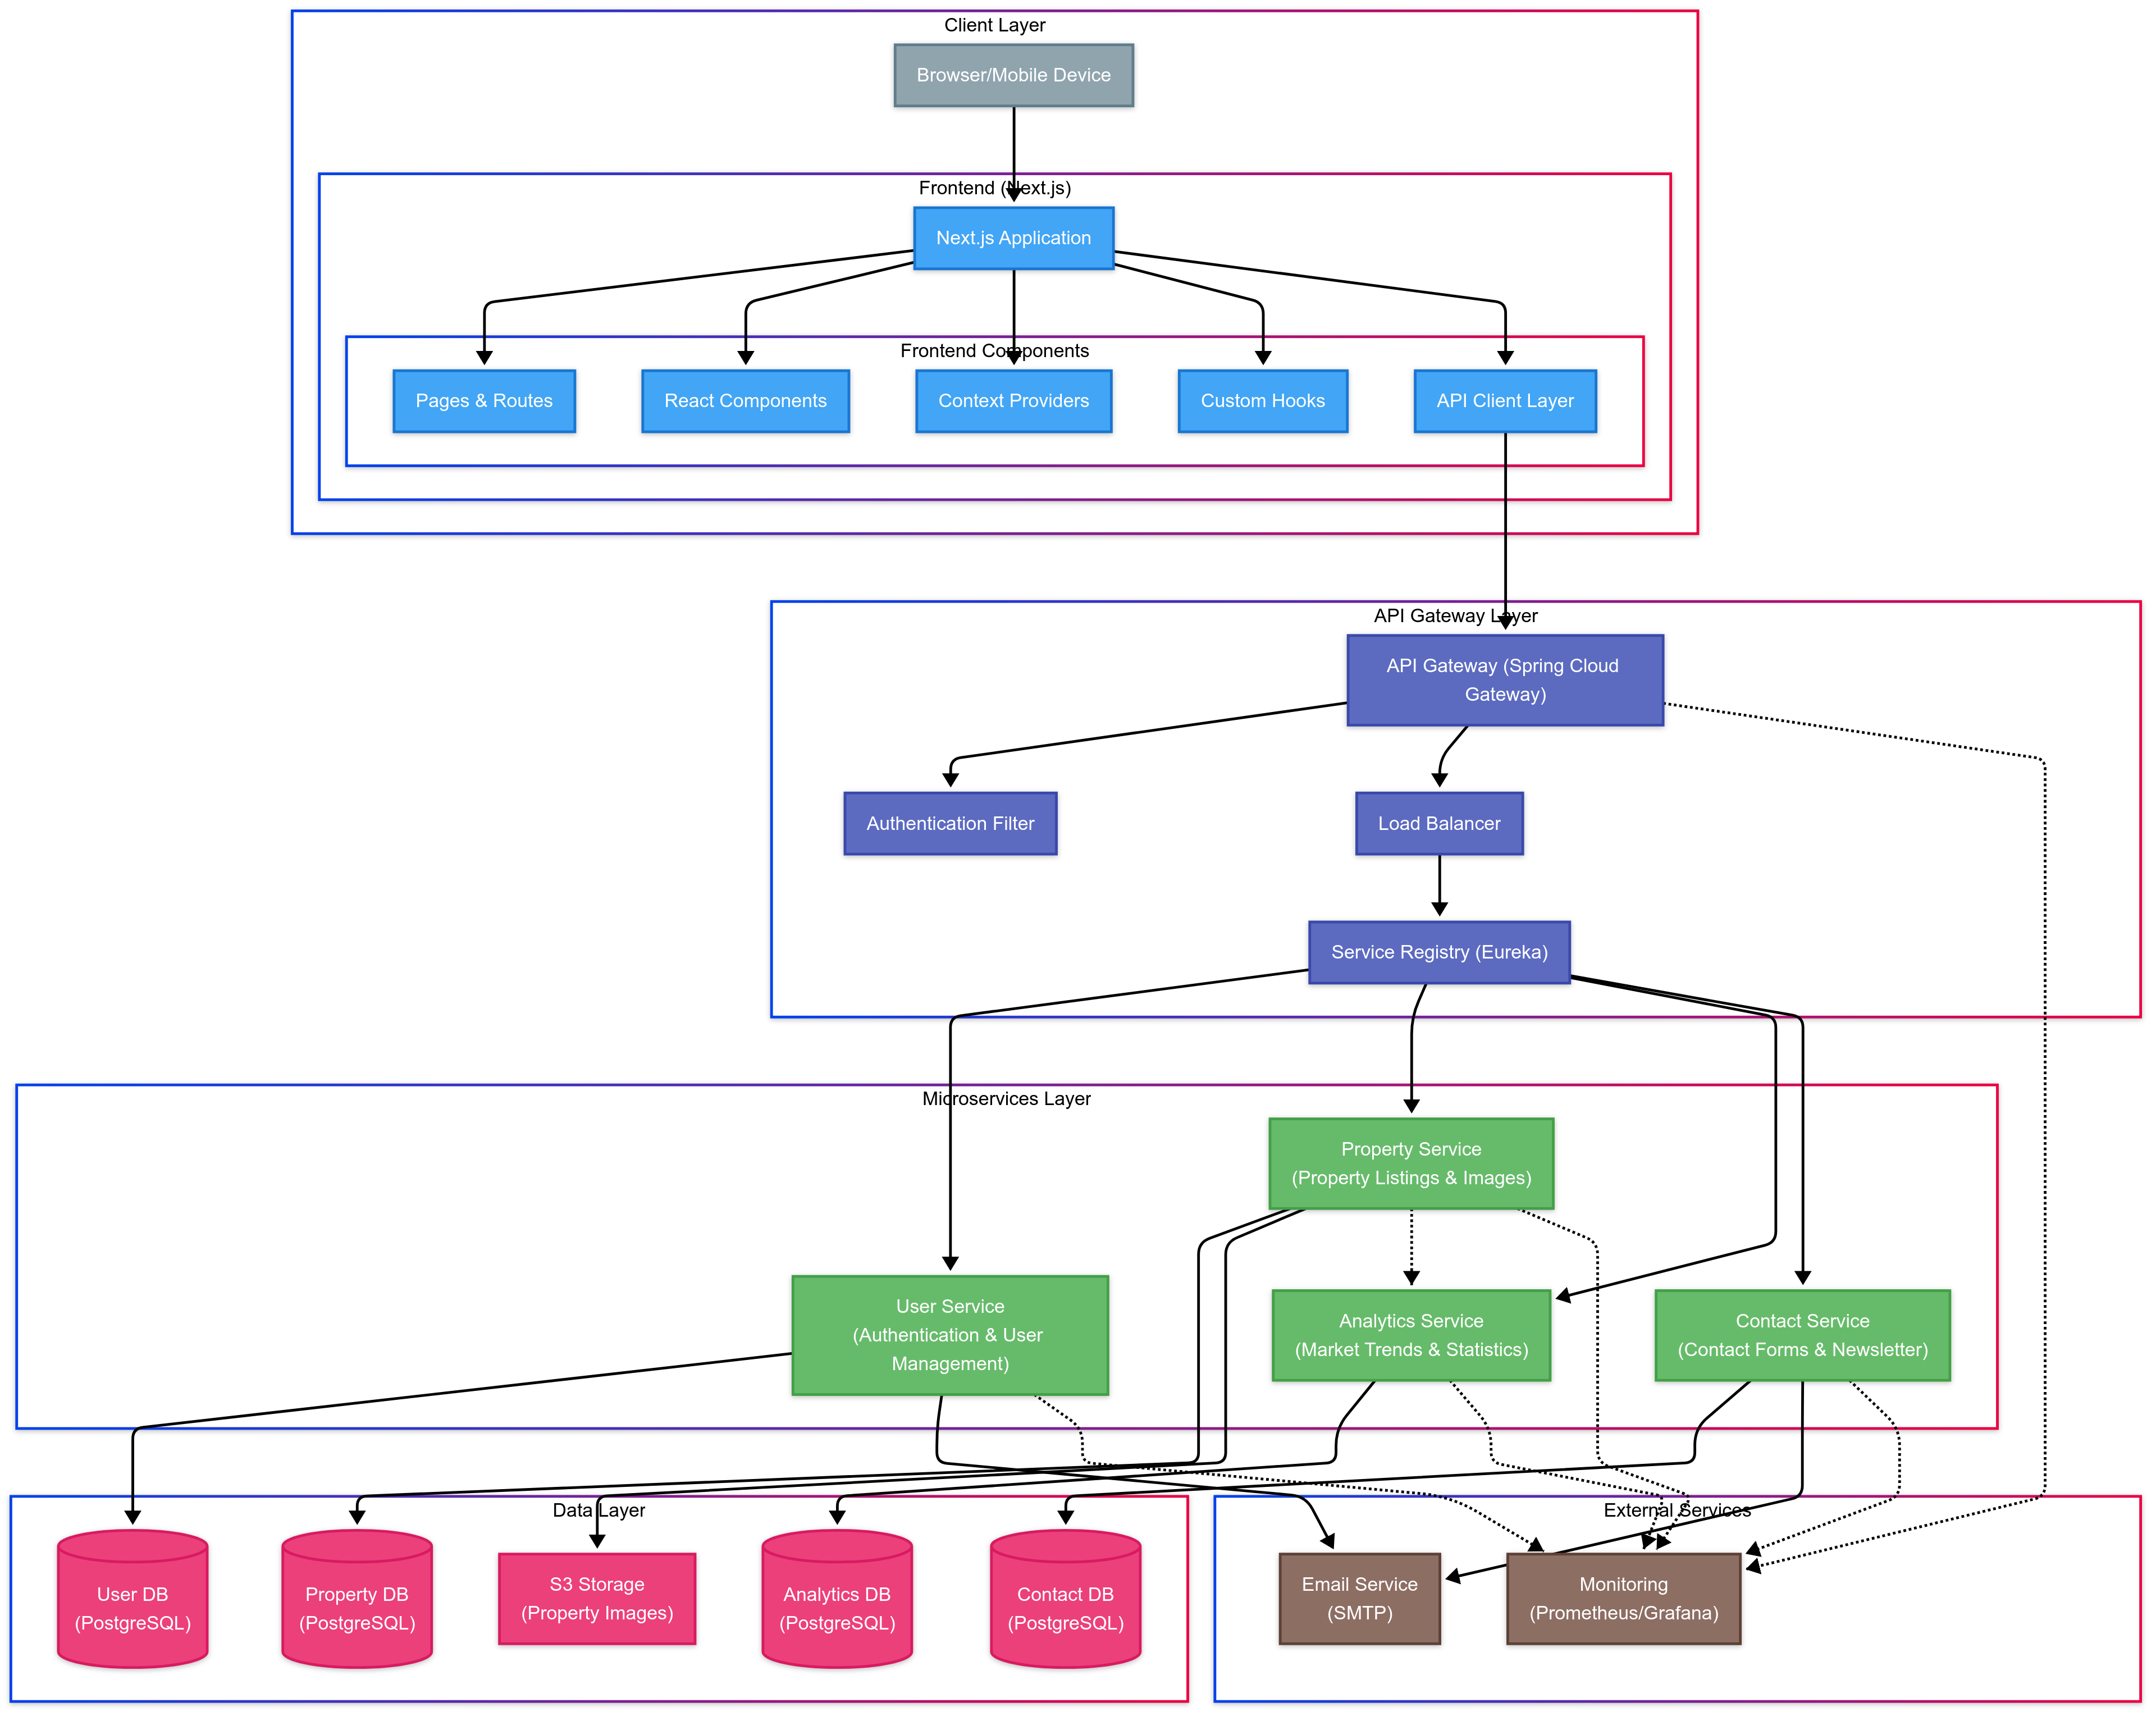 Client Layer
Browser/Mobile Device
Frontend (Next.js)
Next.js Application
Frontend Components
Pages & Routes
React Components
Context Providers
Custom Hooks
API Client Layer
API Gateway Layer
API Gateway (Spring Cloud
Gateway)
Authentication Filter
Load Balancer
Service Registry (Eureka)
Microservices Layer
Property Service
(Property Listings & Images)
User Service
(Authentication & User
Management)
Analytics Service
(Market Trends & Statistics)
Contact Service
(Contact Forms & Newsletter)
Data Layer
User DB
(PostgreSQL)
Property DB
(PostgreSQL)
S3 Storage
(Property Images)
Analytics DB
(PostgreSQL)
Contact DB
(PostgreSQL)
External Services
Email Service
(SMTP)
Monitoring
(Prometheus/Grafana)